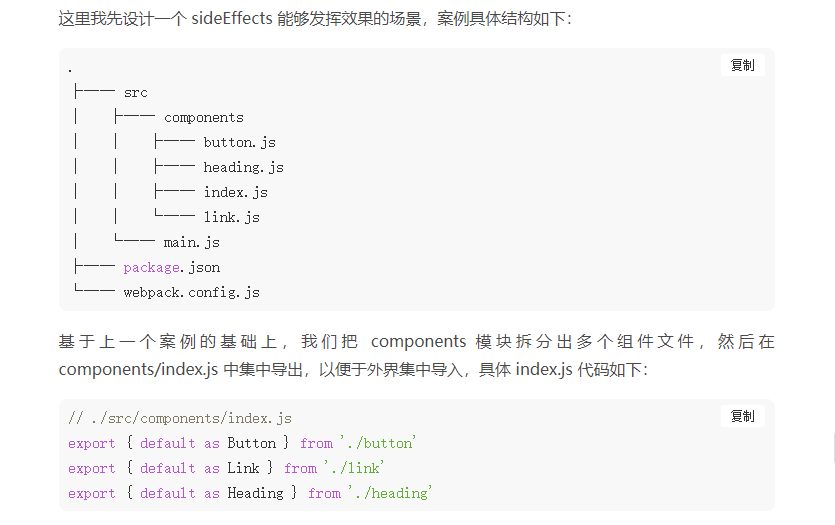 这里我先设计一个 sideEffects 能够发挥效果的场景，案例具体结构如下：
复制
.
├── src
│   ├── components
│   │   ├── button.js
│   │   ├── heading.js
│   │   ├── index.js
│   │   └── link.js
│   └── main.js
├── package.json
└── webpack.config.js
基于上一个案例的基础上，我们把 components 模块拆分出多个组件文件，然后在
components/index.js 中集中导出，以便于外界集中导入，具体 index.js 代码如下：
复制
// ./src/components/index.js
export { default as Button } from './button'
export { default as Link } from './link'
export { default as Heading } from './heading'